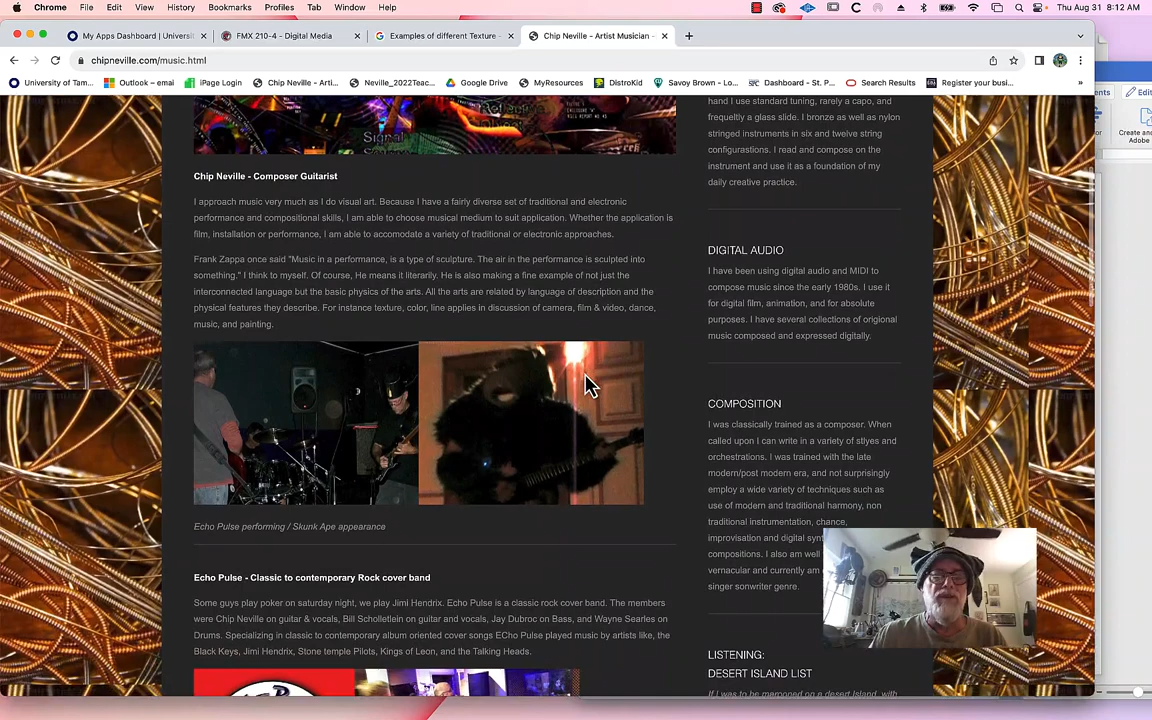 Chrome File Edit View History Bookmarks Profiles Tab Window Help
Thu Aug 31 8:12 AM
My Apps Dashboard | Universit
FMX 210-4 - Digital Media
Examples of different Texture -
Chip Neville - Artist Musician -
chipneville.com/music.html
University of Tam...
Outlook – emai
iPage Login
Chip Neville - Arti...
Neville_2022Teac...
Google Drive
MyResources
DistroKid
Savoy Brown - Lo...
Dashboard - St. P...
Search Results
Register your busi...
»
ents
Edit
Create and
Adobe
Signal
Chip Neville - Composer Guitarist
I approach music very much as I do visual art. Because I have a fairly diverse set of traditional and electronic
performance and compositional skills, I am able to choose musical medium to suit application. Whether the application is
film, installation or performance, I am able to accomodate a variety of traditional or electronic approaches.
Frank Zappa once said "Music in a performance, is a type of sculpture. The air in the performance is sculpted into
something." I think to myself. Of course, He means it literarily. He is also making a fine example of not just the
interconnected language but the basic physics of the arts. All the arts are related by language of description and the
physical features they describe. For instance texture, color, line applies in discussion of camera, film & video, dance,
music, and painting.
Echo Pulse performing / Skunk Ape appearance
Echo Pulse - Classic to contemporary Rock cover band
Some guys play poker on saturday night, we play Jimi Hendrix. Echo Pulse is a classic rock cover band. The members
were Chip Neville on guitar & vocals, Bill Scholletlein on guitar and vocals, Jay Dubroc on Bass, and Wayne Searles on
Drums. Specializing in classic to contemporary album oriented cover songs ECho Pulse played music by artists like, the
Black Keys, Jimi Hendrix, Stone temple Pilots, Kings of Leon, and the Talking Heads.
hand I use standard tuning, rarely a capo, and
frequeltly a glass slide. I bronze as well as nylon
stringed instruments in six and twelve string
configurastions. I read and compose on the
instrument and use it as a foundation of my
daily creative practice.
DIGITAL AUDIO
I have been using digital audio and MIDI to
compose music since the early 1980s. I use it
for digital film, animation, and for absolute
purposes. I have several collections of origional
music composed and expressed digitally.
COMPOSITION
I was classically trained as a composer. When
called upon I can write in a variety of stlyes and
orchestrations. I was trained with the late
modern/post modern era, and not surprisingly
employ a wide variety of techniques such as
use of modern and traditional harmony, non
traditional instrumentation, chance,
improvisation and digital
compositions. I also am well
vernacular and currently am
singer sonwriter genre.
LISTENING:
DESERT ISLAND LIST
If I was to be marooned on a desert Island, with